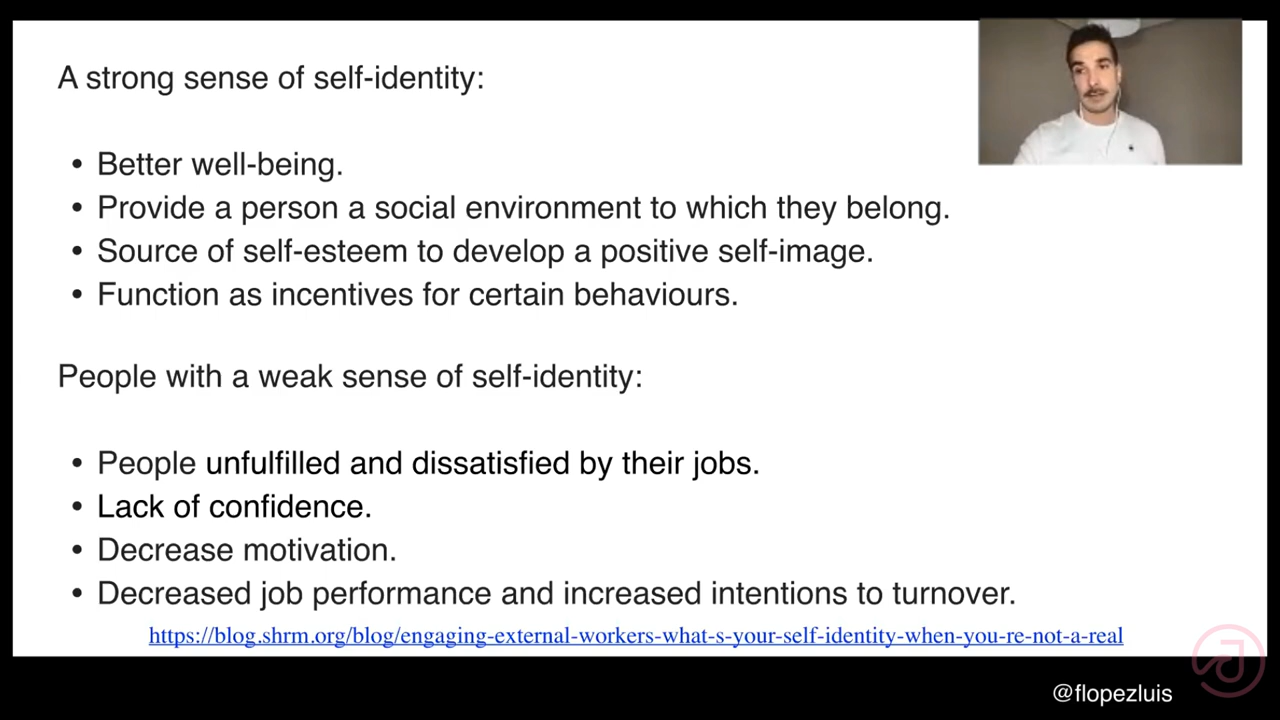 A strong sense of self-identity:
• Better well-being.
• Provide a person a social environment to which they belong.
• Source of self-esteem to develop a positive self-image.
• Function as incentives for certain behaviours.
People with a weak sense of self-identity:
• People unfulfilled and dissatisfied by their jobs.
• Lack of confidence.
• Decrease motivation.
• Decreased job performance and increased intentions to turnover.
https://blog.shrm.org/blog/engaging-external-workers-what-s-your-self-identity-when-you-re-not-a-real
@flopezluis